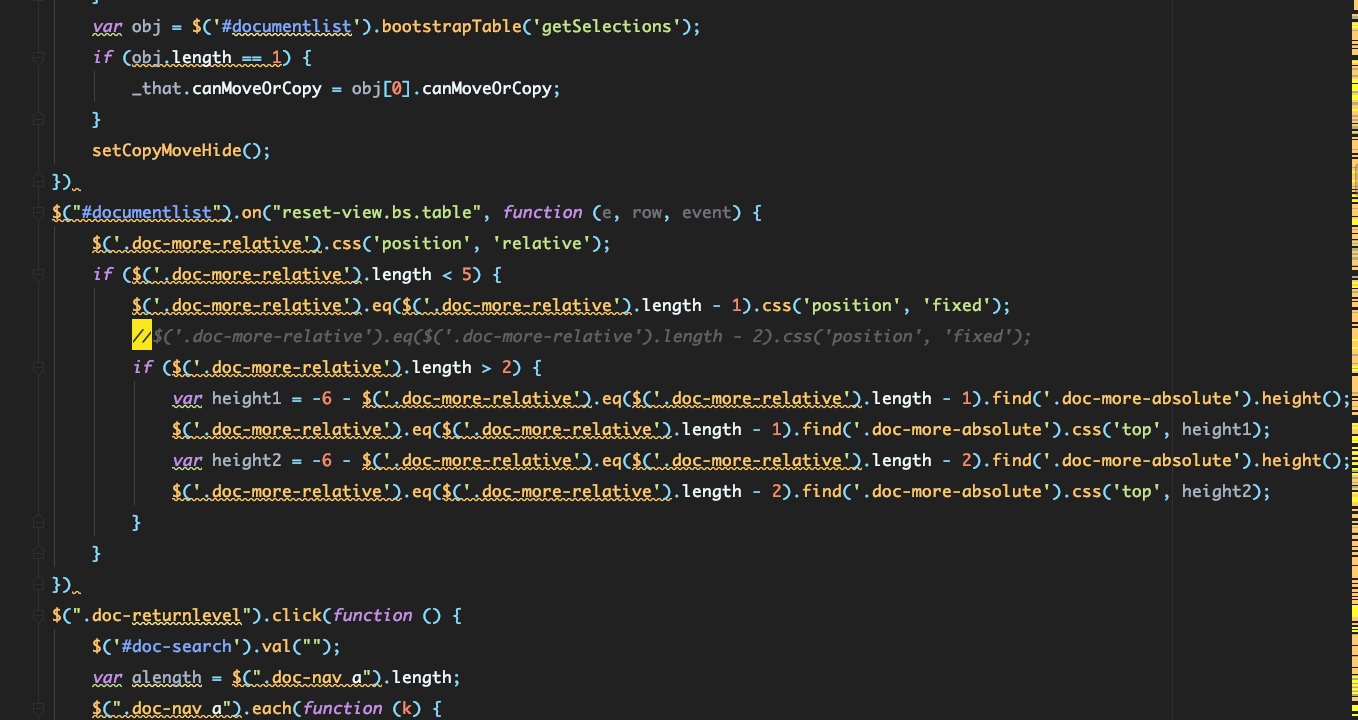 }
var obj = $('#documentlist').bootstrapTable('getSelections');
if (obj.length == 1) {
_that.canMoveOrCopy = obj[0].canMoveOrCopy;
}
setCopyMoveHide();
})
$("#documentlist").on("reset-view.bs.table", function (e, row, event) {
$('.doc-more-relative').css('position', 'relative');
if ($('.doc-more-relative').length < 5) {
$('.doc-more-relative').eq($('.doc-more-relative').length - 1).css('position', 'fixed');
//$('.doc-more-relative').eq($('.doc-more-relative').length - 2).css('position', 'fixed');
if ($('.doc-more-relative').length > 2) {
var height1 = -6 - $('.doc-more-relative').eq($('.doc-more-relative').length - 1).find('.doc-more-absolute').height();
$('.doc-more-relative').eq($('.doc-more-relative').length - 1).find('.doc-more-absolute').css('top', height1);
var height2 = -6 - $('.doc-more-relative').eq($('.doc-more-relative').length - 2).find('.doc-more-absolute').height();
$('.doc-more-relative').eq($('.doc-more-relative').length - 2).find('.doc-more-absolute').css('top', height2);
}
}
})
$(".doc-returnlevel").click(function () {
$('#doc-search').val("");
var alength = $(".doc-nav a").length;
$(".doc-nav a").each(function (k) {